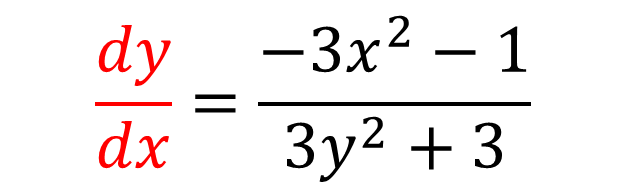 dy/dx = (−3x² − 1)/(3y² + 3)